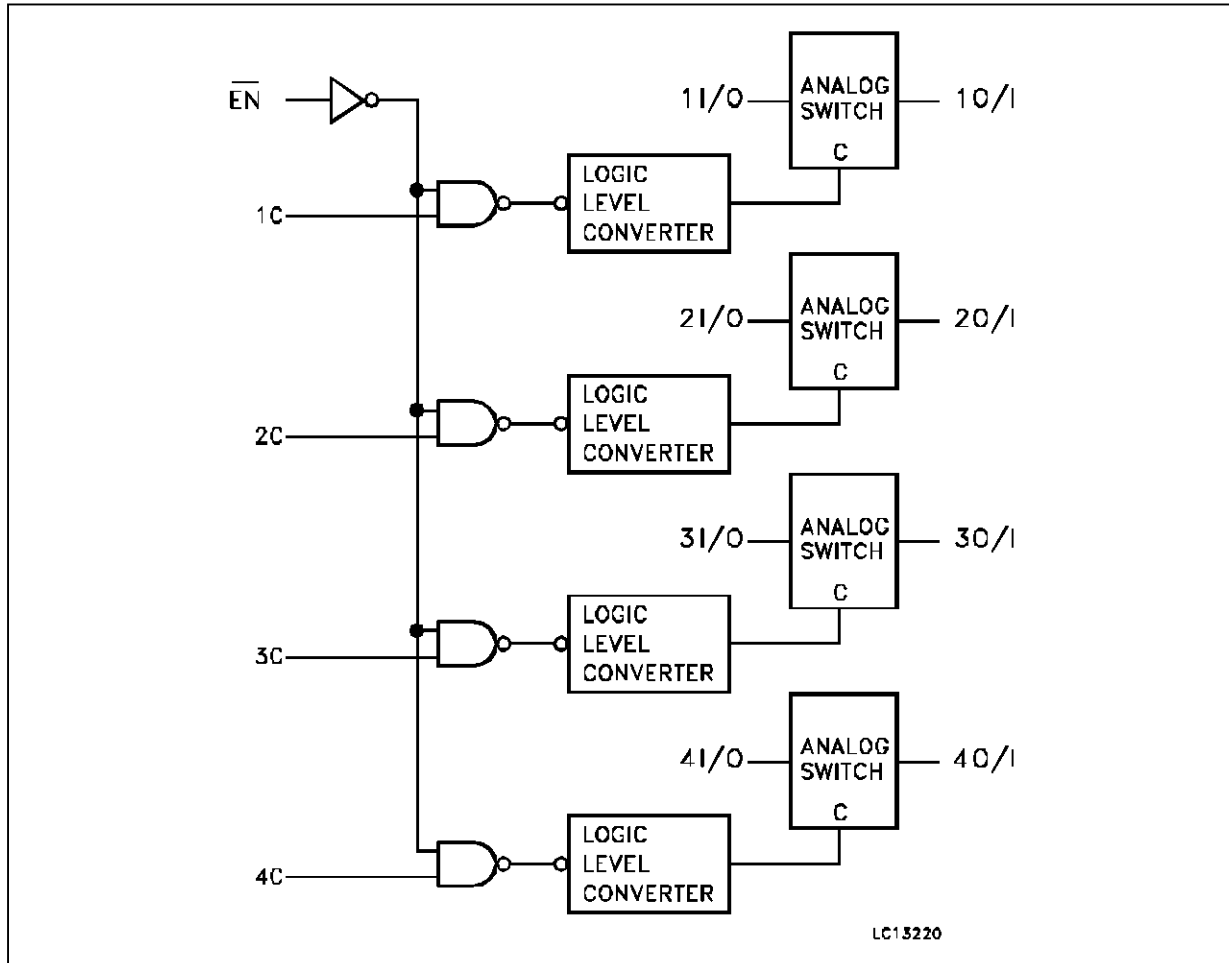 E̅N̅
1I/O
ANALOG
SWITCH
C
1O/I
1C
LOGIC
LEVEL
CONVERTER
2I/O
ANALOG
SWITCH
C
2O/I
2C
LOGIC
LEVEL
CONVERTER
3I/O
ANALOG
SWITCH
C
3O/I
3C
LOGIC
LEVEL
CONVERTER
4I/O
ANALOG
SWITCH
C
4O/I
4C
LOGIC
LEVEL
CONVERTER
LC13220